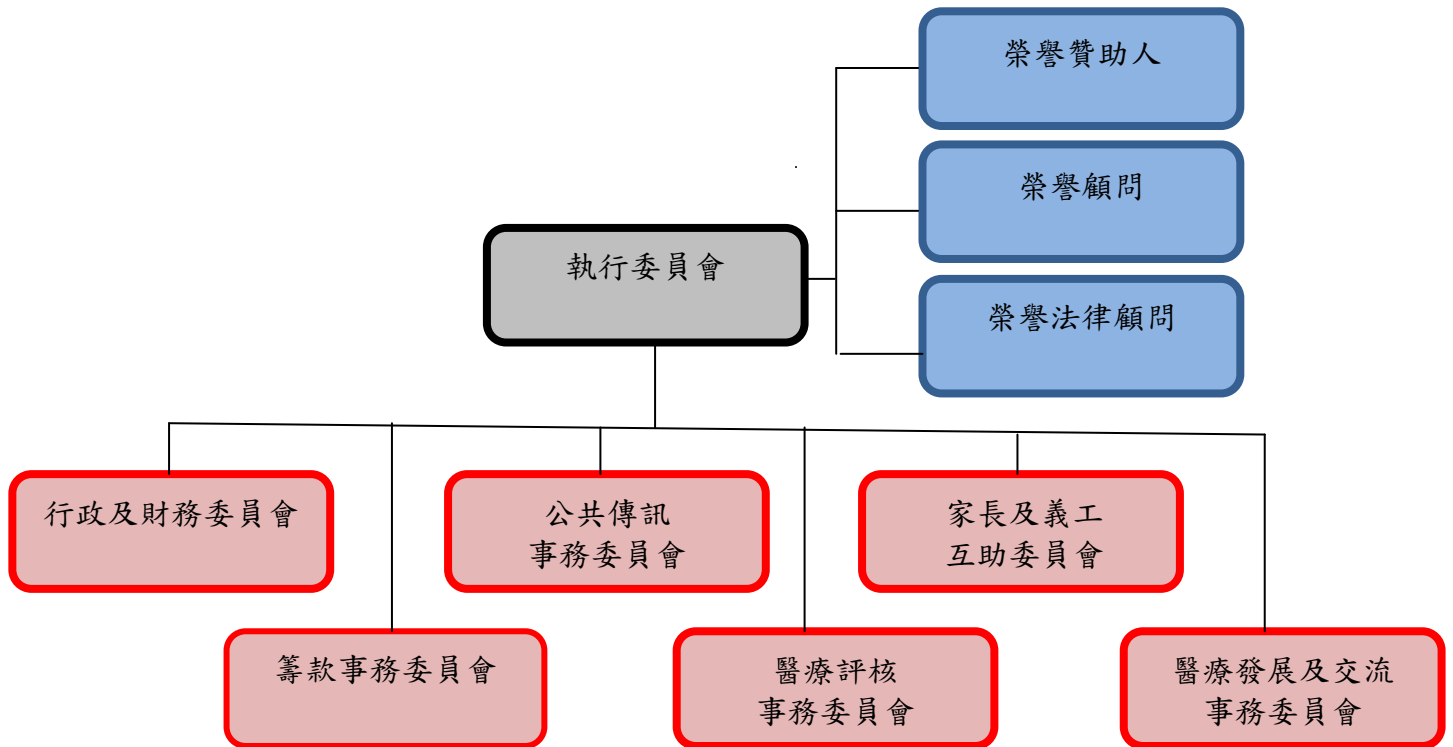 榮譽贊助人
榮譽顧問
執行委員會
榮譽法律顧問
行政及財務委員會
公共傳訊
事務委員會
家長及義工
互助委員會
籌款事務委員會
醫療評核
事務委員會
醫療發展及交流
事務委員會